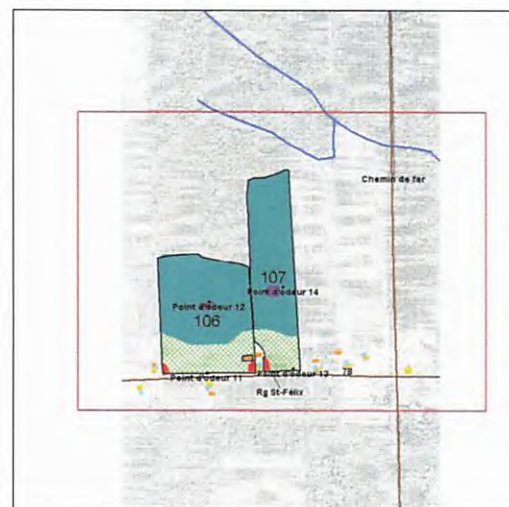 Chemin de fer
107
Point d'odeur 14
Point d'odeur 12
106
78
Point d'odeur 11
Point d'odeur 13
Rg St-Félix